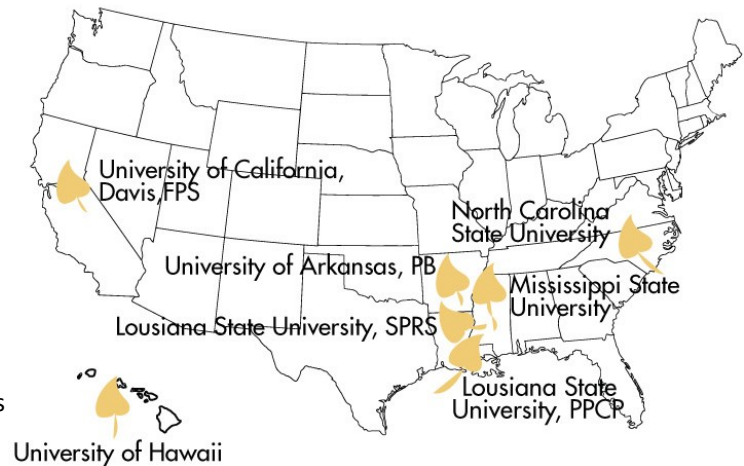 University of California,
Davis,FPS
North Carolina
State University
University of Arkansas, PB
Mississippi State
University
Lousiana State University, SPRS
Lousiana State
University, PPCP
s
University of Hawaii